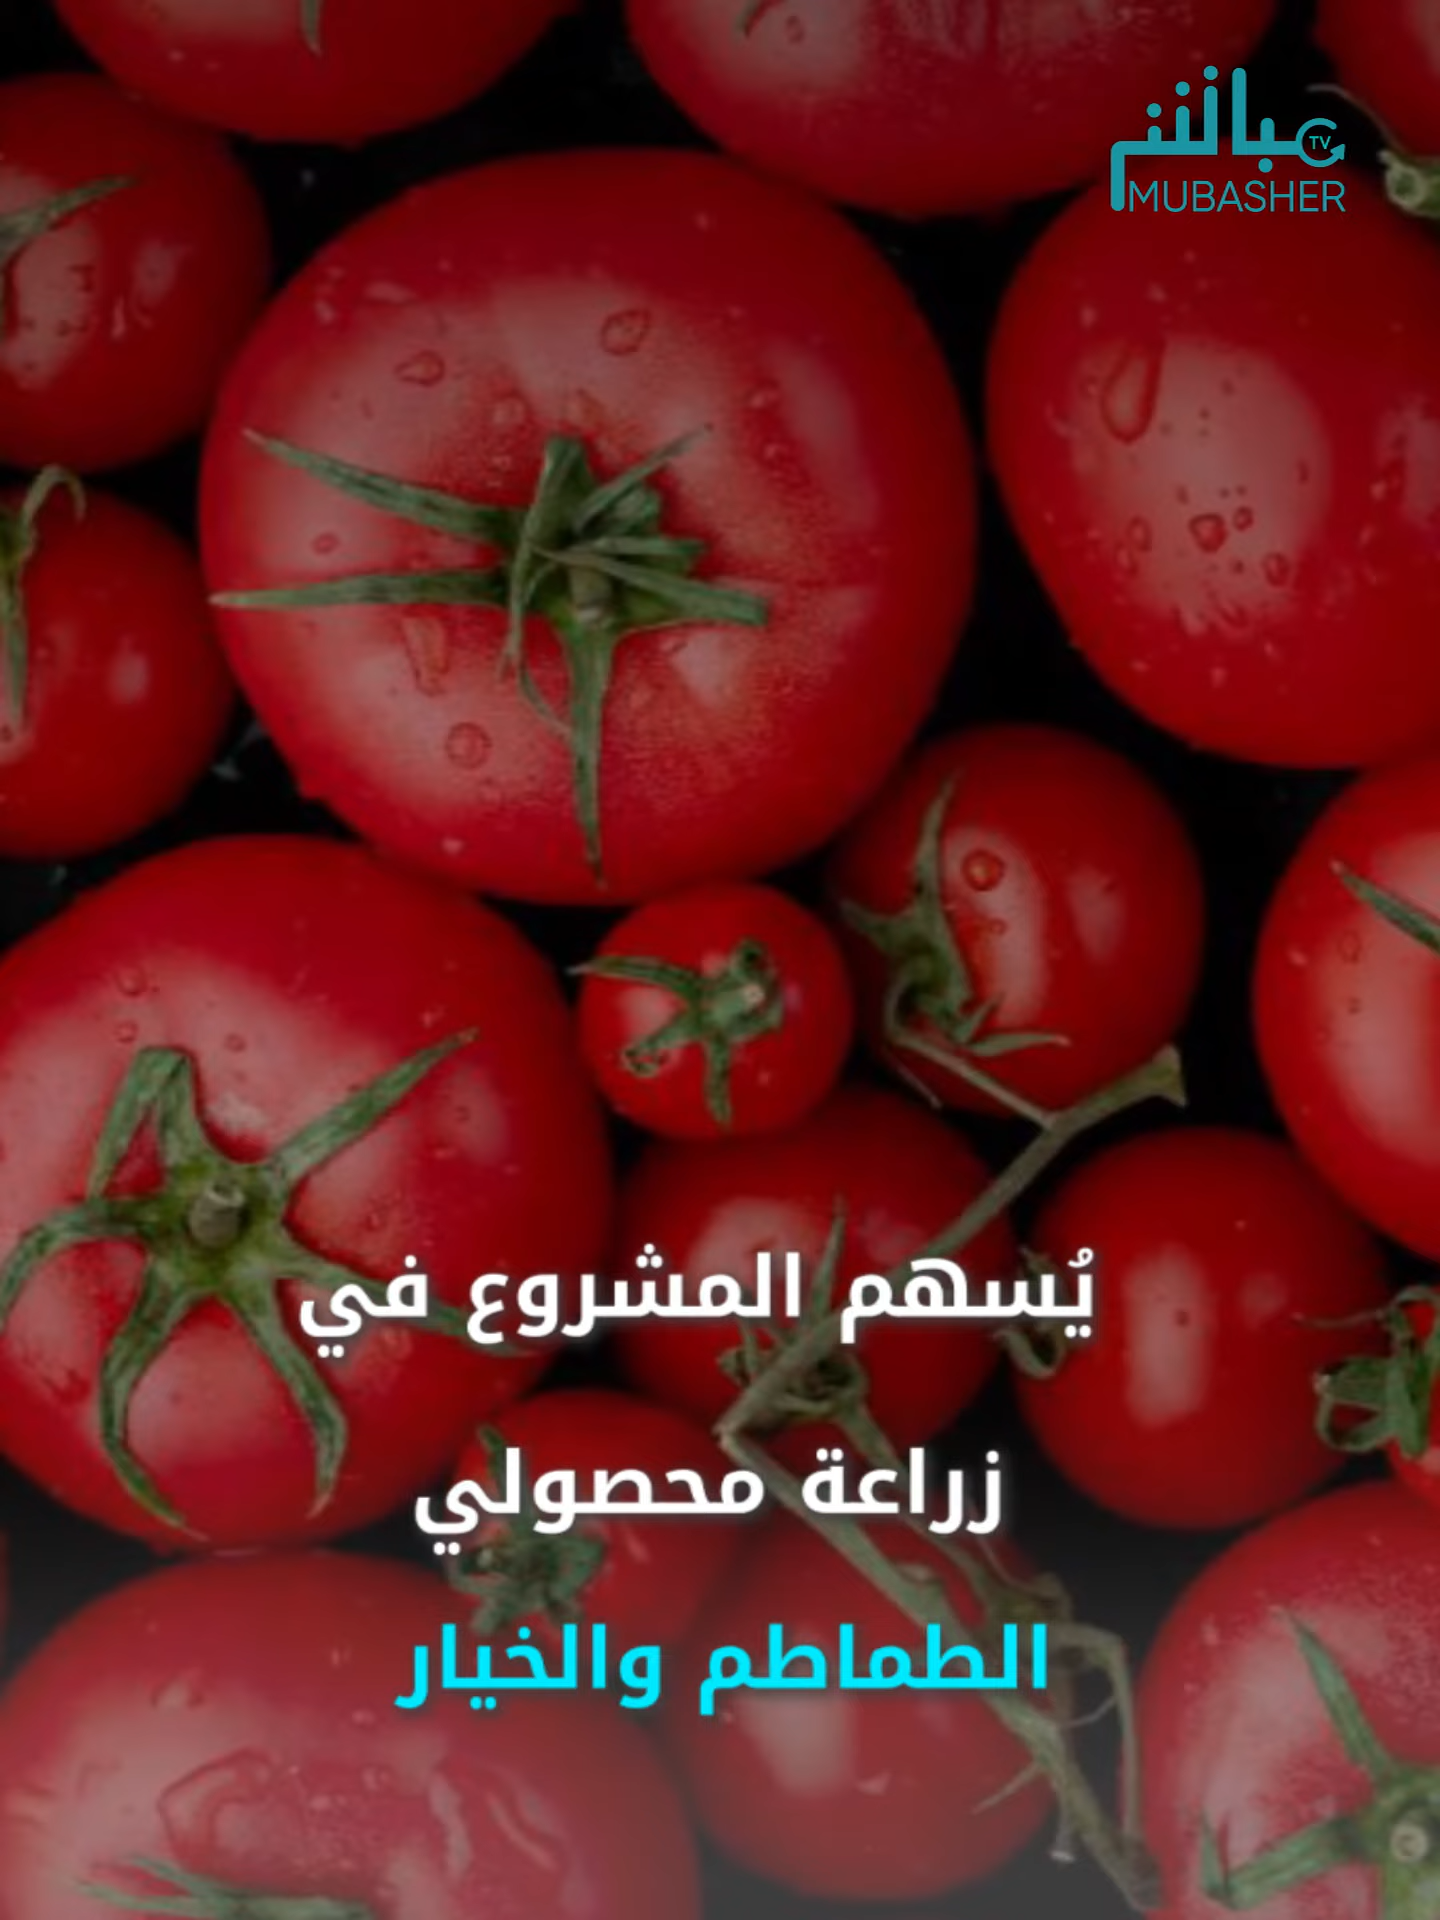 مباشر
TV
MUBASHER
يُسهم المشروع في
زراعة محصولي
الطماطم والخيار